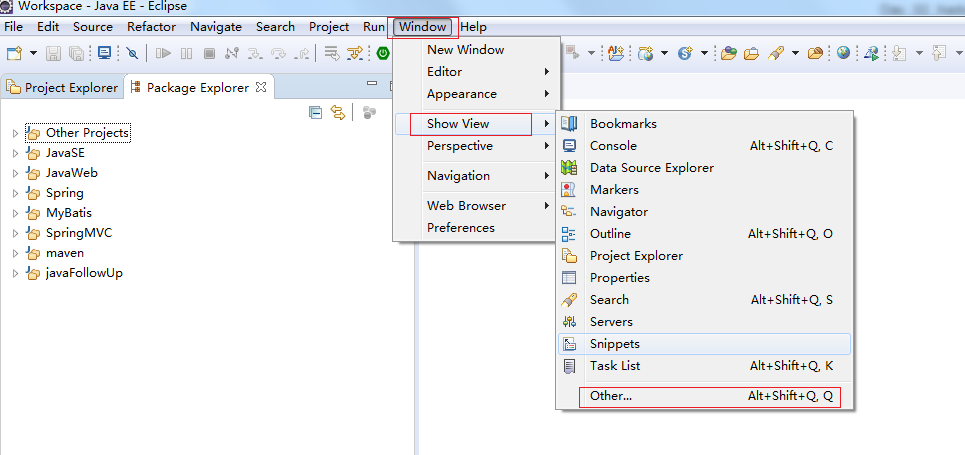 Workspace - Java EE - Eclipse
File Edit Source Refactor Navigate Search Project Run Window Help
Project Explorer Package Explorer
Other Projects
JavaSE
JavaWeb
Spring
MyBatis
SpringMVC
maven
javaFollowUp
New Window
Editor
Appearance
Show View
Perspective
Navigation
Web Browser
Preferences
Bookmarks
Console Alt+Shift+Q, C
Data Source Explorer
Markers
Navigator
Outline Alt+Shift+Q, O
Project Explorer
Properties
Search Alt+Shift+Q, S
Servers
Snippets
Task List Alt+Shift+Q, K
Other... Alt+Shift+Q, Q